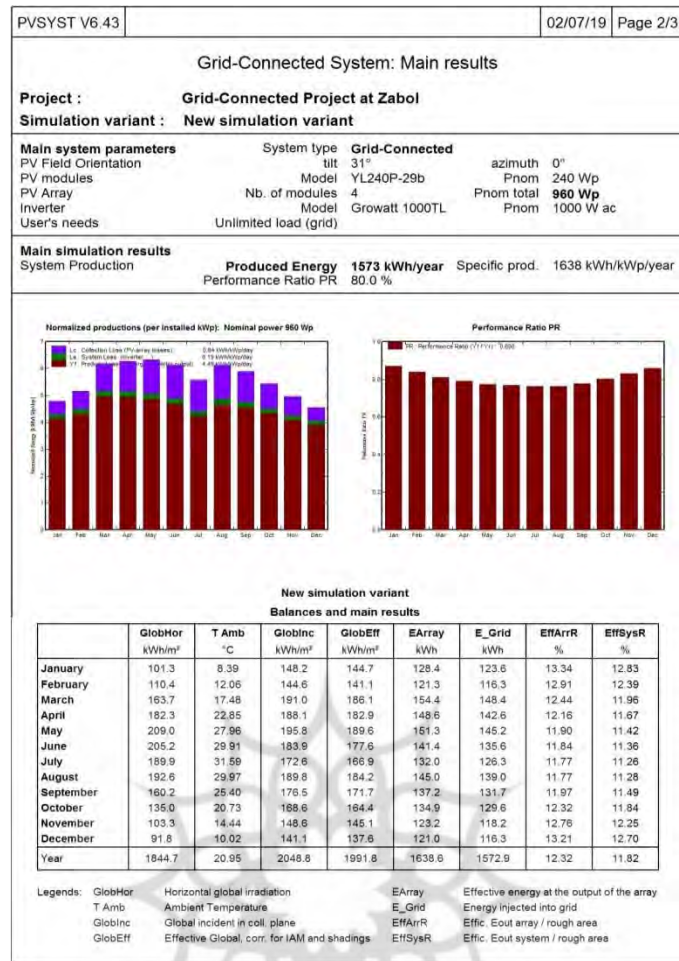 PVSYST V6.43 02/07/19 Page 2/3
Grid-Connected System: Main results
Project : Grid-Connected Project at Zabol
Simulation variant : New simulation variant
Main system parameters System type Grid-Connected
PV Field Orientation tilt 31° azimuth 0°
PV modules Model YL240P-29b Pnom 240 Wp
PV Array Nb. of modules 4 Pnom total 960 Wp
Inverter Model Growatt 1000TL Pnom 1000 W ac
User's needs Unlimited load (grid)
Main simulation results
System Production Produced Energy 1573 kWh/year Specific prod. 1638 kWh/kWp/year
Performance Ratio PR 80.0 %
Normalized productions (per installed kWp): Nominal power 960 Wp
Performance Ratio PR
Jan Feb Mar Apr May Jun Jul Aug Sep Oct Nov Dec
Jan Feb Mar Apr May Jun Jul Aug Sep Oct Nov Dec
New simulation variant
Balances and main results
GlobHor T Amb GlobInc GlobEff EArray E_Grid EffArrR EffSysR
kWh/m² °C kWh/m² kWh/m² kWh kWh % %
January 101.3 8.39 148.2 144.7 128.4 123.6 13.34 12.83
February 110.4 12.06 144.6 141.1 121.3 116.3 12.91 12.39
March 163.7 17.48 191.0 186.1 154.4 148.4 12.44 11.96
April 182.3 22.85 188.1 182.9 148.6 142.6 12.16 11.67
May 209.0 27.96 195.8 189.6 151.3 145.2 11.90 11.42
June 205.2 29.91 183.9 177.6 141.4 135.6 11.84 11.36
July 189.9 31.59 172.6 166.9 132.0 126.3 11.77 11.26
August 192.6 29.97 189.8 184.2 145.0 139.0 11.77 11.28
September 160.2 25.40 176.5 171.7 137.2 131.7 11.97 11.49
October 135.0 20.73 168.6 164.4 134.9 129.6 12.32 11.84
November 103.3 14.44 148.6 145.1 123.2 118.2 12.76 12.25
December 91.8 10.02 141.1 137.6 121.0 116.3 13.21 12.70
Year 1844.7 20.95 2048.8 1991.8 1638.6 1572.9 12.32 11.82
Legends: GlobHor Horizontal global irradiation EArray Effective energy at the output of the array
T Amb Ambient Temperature E_Grid Energy injected into grid
GlobInc Global incident in coll. plane EffArrR Effic. Eout array / rough area
GlobEff Effective Global, corr. for IAM and shadings EffSysR Effic. Eout system / rough area